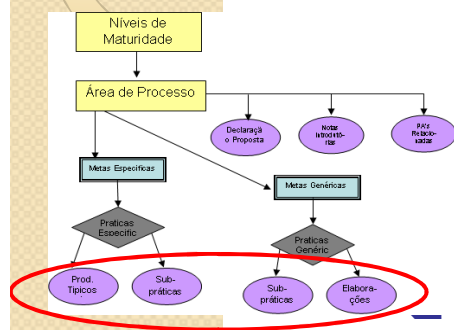 Níveis de
Maturidade
Área de Processo
Declaraçã
o Proposta
Notas
Introdutó-
rias
PA's
Relacio-
nadas
Metas Especificas
Metas Genéricas
Praticas
Especific
Praticas
Genéric
Prod.
Tipicos
Sub-
práticas
Sub-
práticas
Elabora-
ções